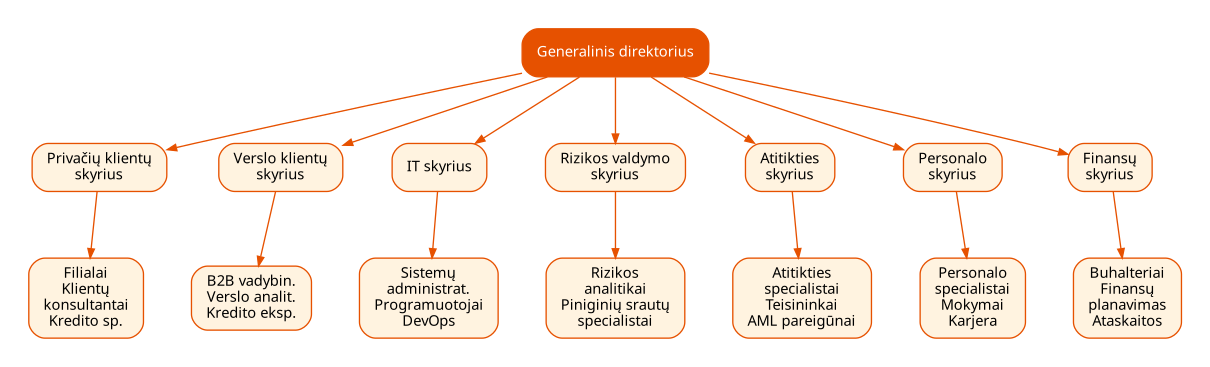 Generalinis direktorius
Privačių klientų
skyrius
Verslo klientų
skyrius
IT skyrius
Rizikos valdymo
skyrius
Atitikties
skyrius
Personalo
skyrius
Finansų
skyrius
Filialai
Klientų
konsultantai
Kredito sp.
B2B vadybin.
Verslo analit.
Kredito eksp.
Sistemų
administrat.
Programuotojai
DevOps
Rizikos
analitikai
Piniginių srautų
specialistai
Atitikties
specialistai
Teisininkai
AML pareigūnai
Personalo
specialistai
Mokymai
Karjera
Buhalteriai
Finansų
planavimas
Ataskaitos